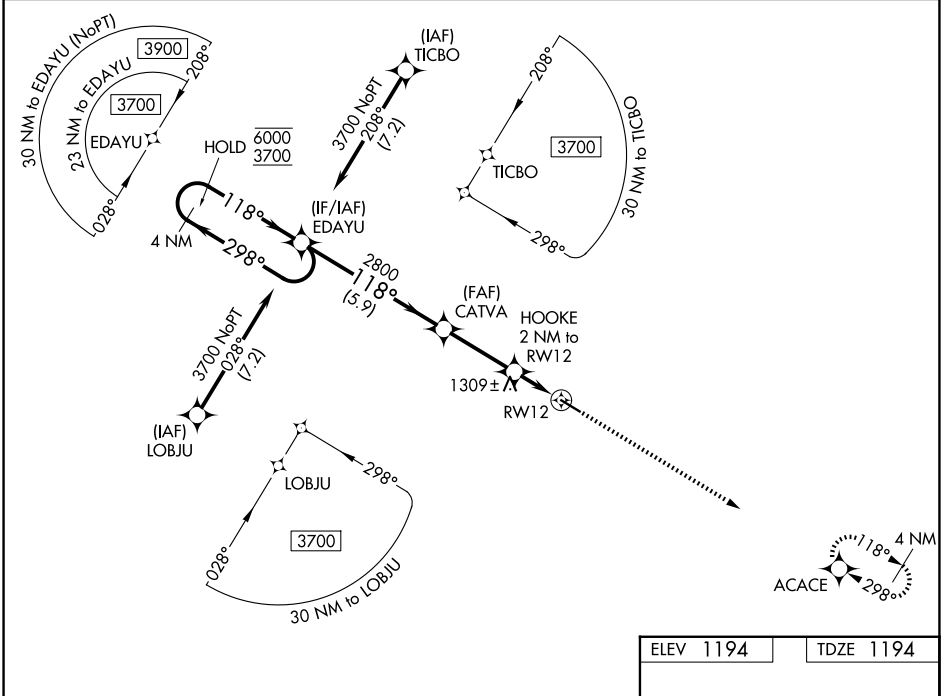 30 NM to EDAYU (NoPT)
3900
208°
23 NM to EDAYU
3700
EDAYU
028°
(IAF)
TICBO
3700 NoPT
208°
(7.2)
208°
3700
TICBO
298°
30 NM to TICBO
HOLD 6000
3700
118°
298°
4 NM
(IF/IAF)
EDAYU
2800
118°
(5.9)
(FAF)
CATVA
HOOKE
2 NM to
RW12
1309±
RW12
3700 NoPT
028°
(7.2)
(IAF)
LOBJU
298°
LOBJU
3700
028°
30 NM to LOBJU
118°
4 NM
298°
ACACE
ELEV 1194
TDZE 1194